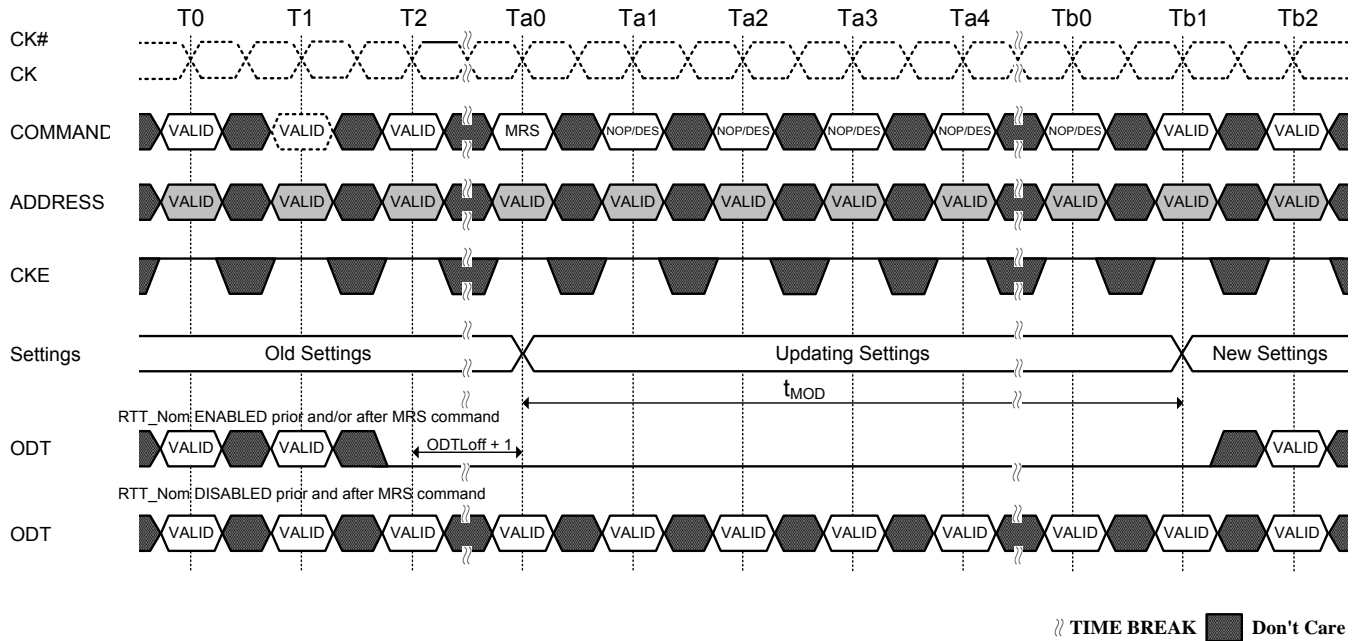 T0 T1 T2 Ta0 Ta1 Ta2 Ta3 Ta4 Tb0 Tb1 Tb2
CK#
CK
COMMAND VALID VALID VALID MRS NOP/DES NOP/DES NOP/DES NOP/DES NOP/DES VALID VALID
ADDRESS VALID VALID VALID VALID VALID VALID VALID VALID VALID VALID VALID
CKE
Settings Old Settings Updating Settings New Settings
tMOD
RTT_Nom ENABLED prior and/or after MRS command
ODT VALID VALID ODTLoff + 1 VALID
RTT_Nom DISABLED prior and after MRS command
ODT VALID VALID VALID VALID VALID VALID VALID VALID VALID VALID VALID
TIME BREAK Don't Care